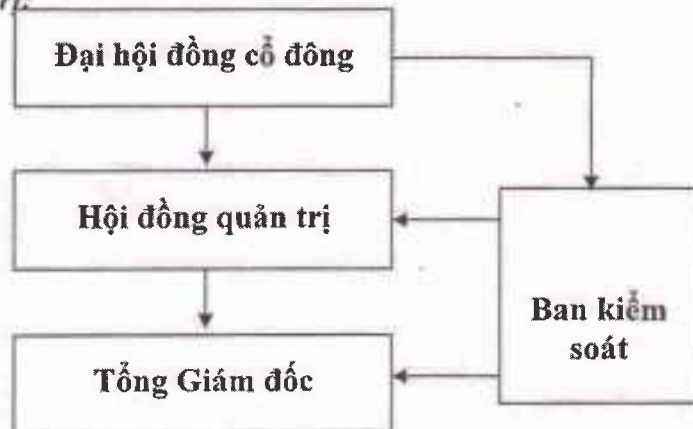 Đại hội đồng cổ đông
Hội đồng quản trị
Ban kiểm
soát
Tổng Giám đốc